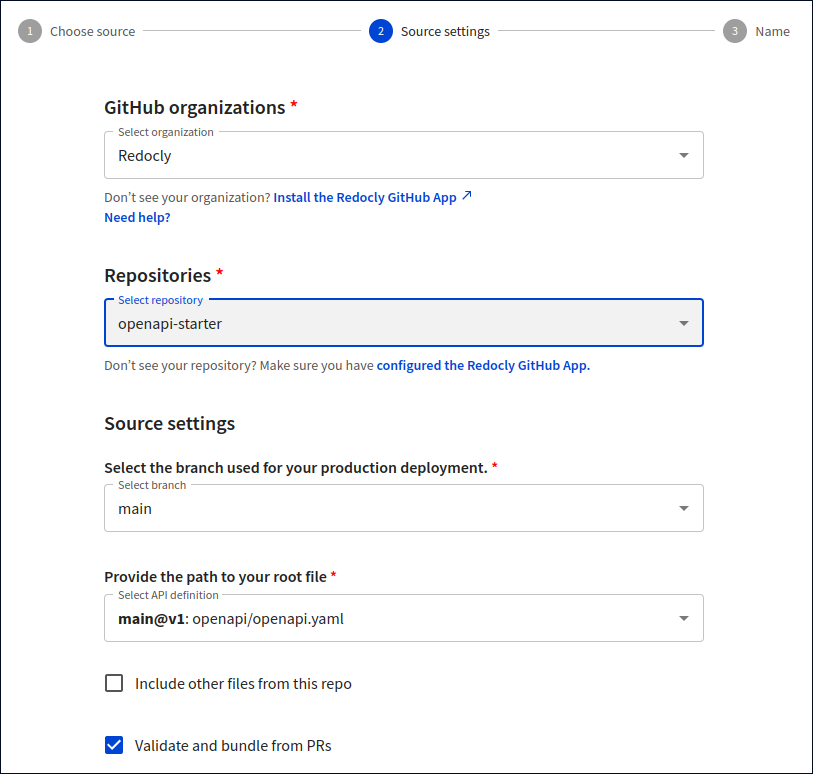 1 Choose source 2 Source settings 3 Name
GitHub organizations *
Select organization
Redocly
Don’t see your organization? Install the Redocly GitHub App ↗
Need help?
Repositories *
Select repository
openapi-starter
Don’t see your repository? Make sure you have configured the Redocly GitHub App.
Source settings
Select the branch used for your production deployment. *
Select branch
main
Provide the path to your root file *
Select API definition
main@v1: openapi/openapi.yaml
Include other files from this repo
Validate and bundle from PRs